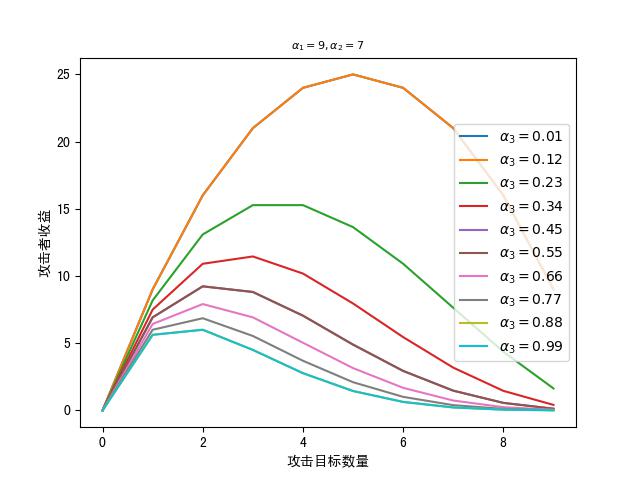 α₁ = 9, α₂ = 7
25
20
15
10
5
0
攻击者收益
0 2 4 6 8
攻击目标数量
α₃ = 0.01
α₃ = 0.12
α₃ = 0.23
α₃ = 0.34
α₃ = 0.45
α₃ = 0.55
α₃ = 0.66
α₃ = 0.77
α₃ = 0.88
α₃ = 0.99